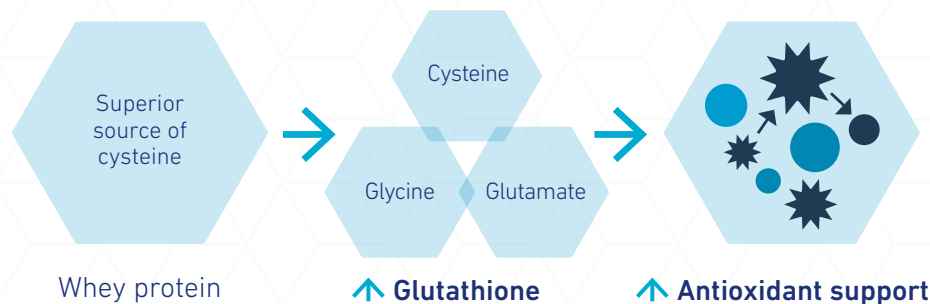 Superior
source of
cysteine
Cysteine
Glycine
Glutamate
Whey protein
Glutathione
Antioxidant support